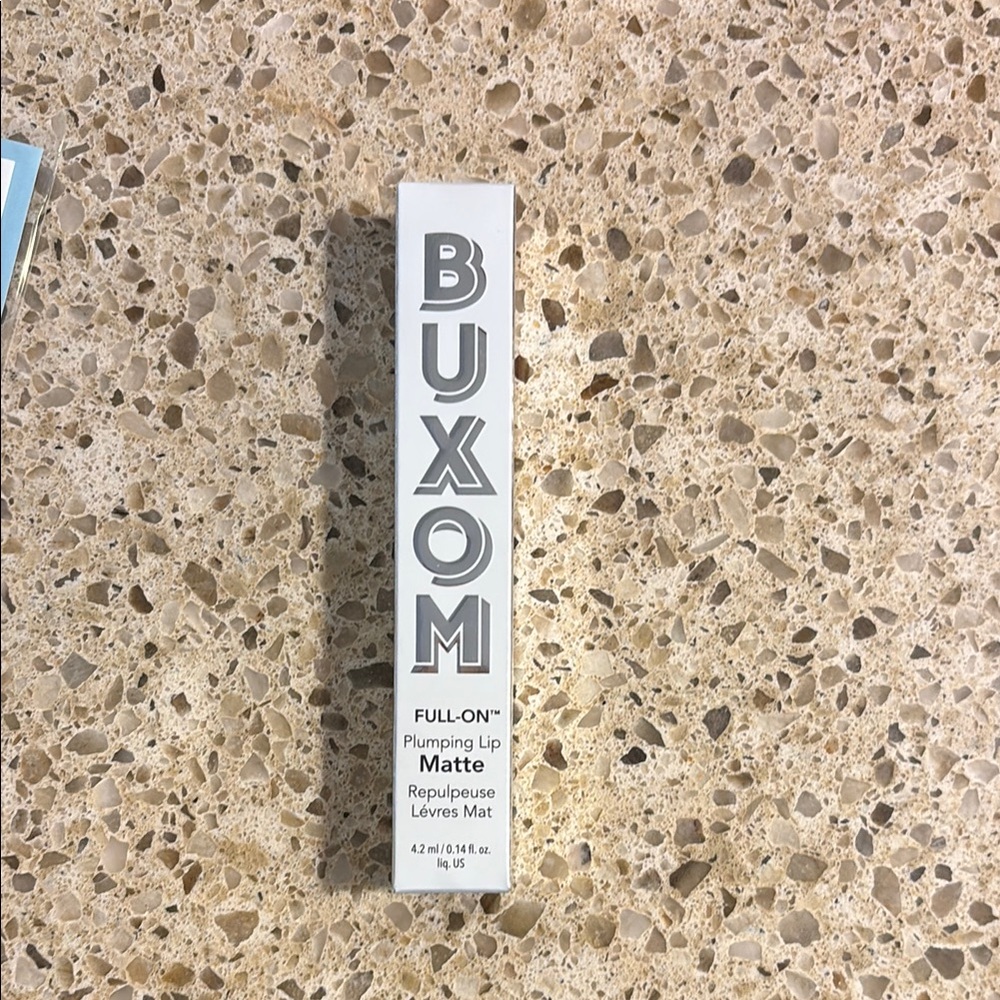 BUXOM
FULL-ON™
Plumping Lip
Matte
Repulpeuse
Lévres Mat
4.2 ml / 0.14 fl. oz.
liq. US